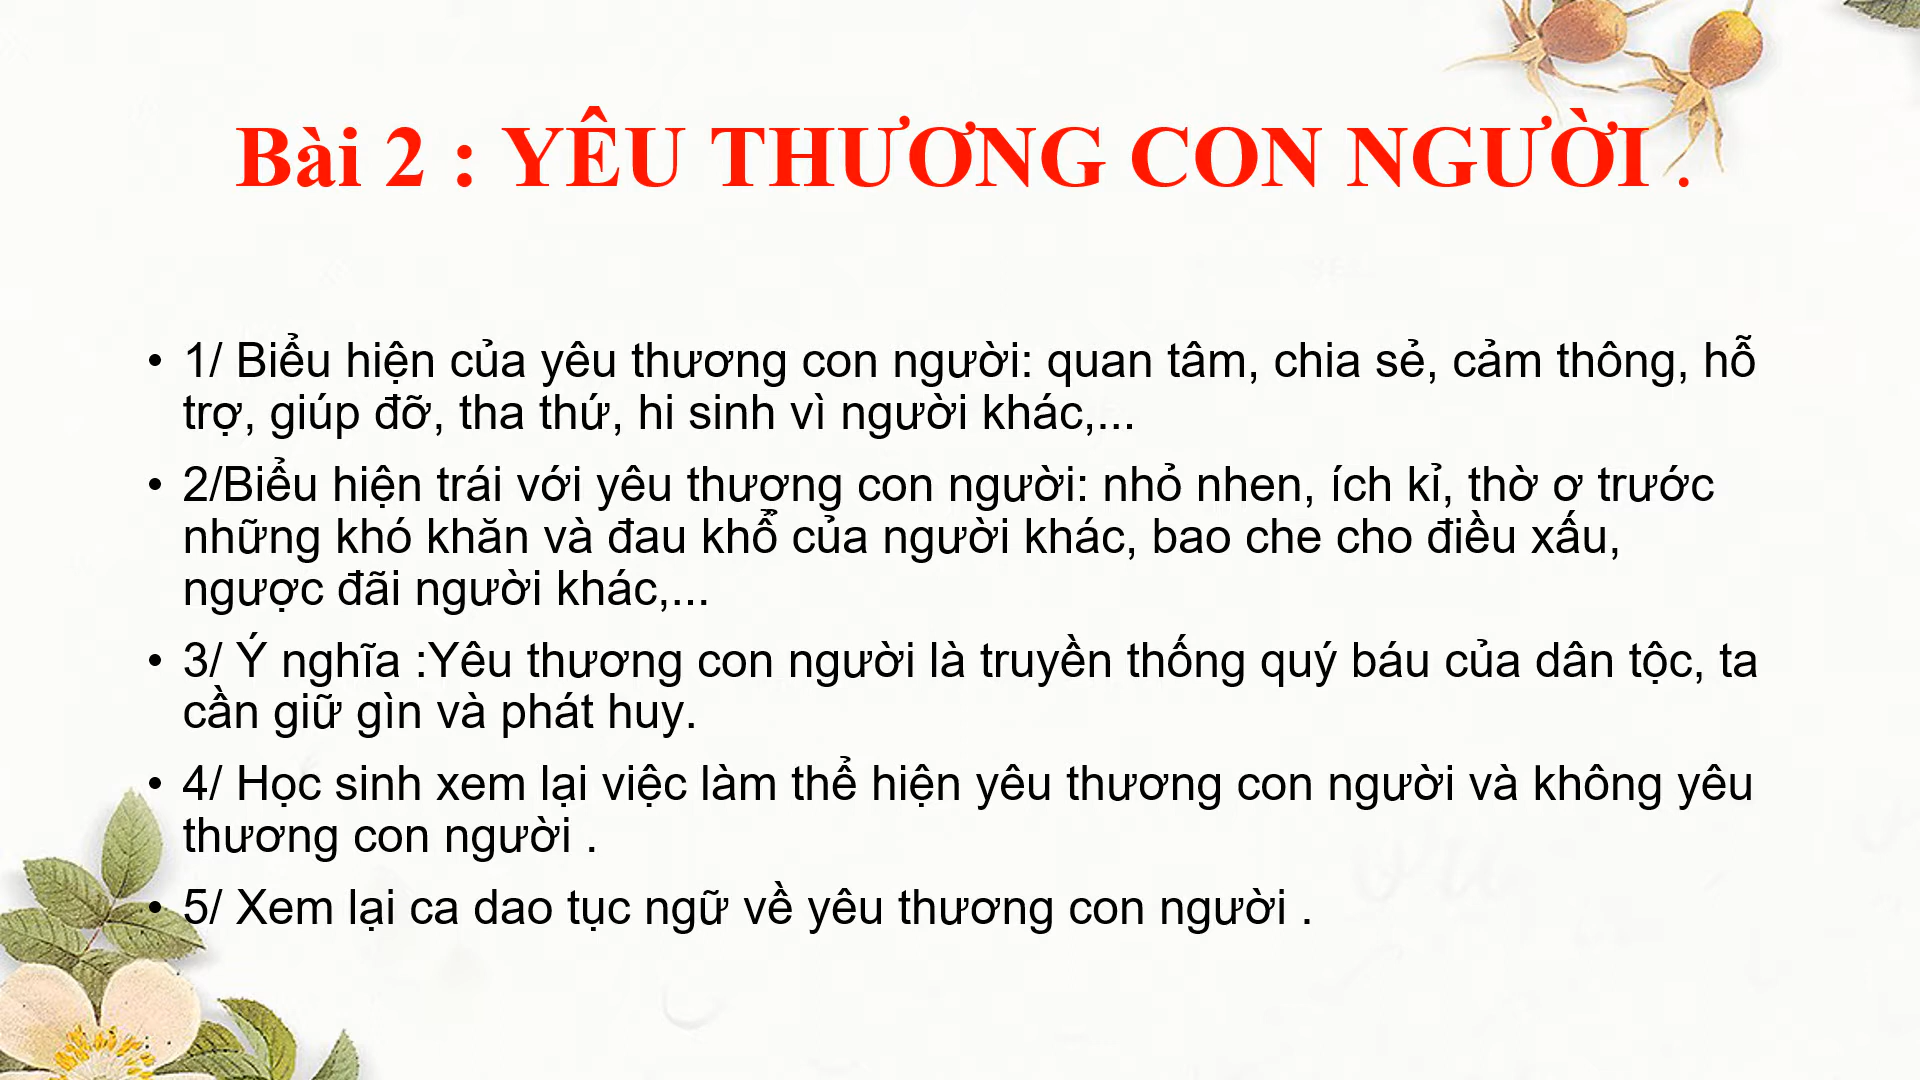 Bài 2 : YÊU THƯƠNG CON NGƯỜI .
• 1/ Biểu hiện của yêu thương con người: quan tâm, chia sẻ, cảm thông, hỗ
trợ, giúp đỡ, tha thứ, hi sinh vì người khác,...
• 2/Biểu hiện trái với yêu thương con người: nhỏ nhen, ích kỉ, thờ ơ trước
những khó khăn và đau khổ của người khác, bao che cho điều xấu,
ngược đãi người khác,...
• 3/ Ý nghĩa :Yêu thương con người là truyền thống quý báu của dân tộc, ta
cần giữ gìn và phát huy.
• 4/ Học sinh xem lại việc làm thể hiện yêu thương con người và không yêu
thương con người .
• 5/ Xem lại ca dao tục ngữ về yêu thương con người .